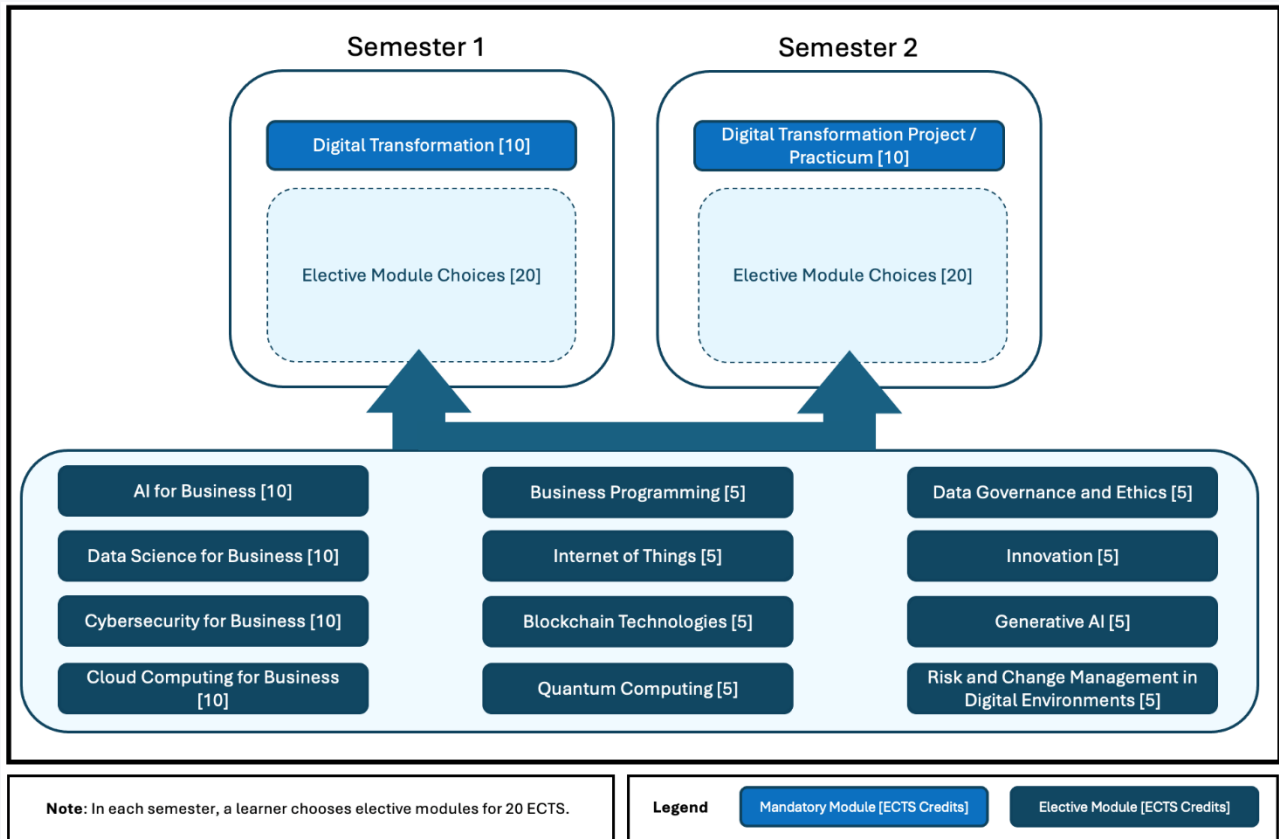 Semester 1
Semester 2
Digital Transformation [10]
Digital Transformation Project /
Practicum [10]
Elective Module Choices [20]
Elective Module Choices [20]
AI for Business [10]
Business Programming [5]
Data Governance and Ethics [5]
Data Science for Business [10]
Internet of Things [5]
Innovation [5]
Cybersecurity for Business [10]
Blockchain Technologies [5]
Generative AI [5]
Cloud Computing for Business
[10]
Quantum Computing [5]
Risk and Change Management in
Digital Environments [5]
Note: In each semester, a learner chooses elective modules for 20 ECTS.
Legend
Mandatory Module [ECTS Credits]
Elective Module [ECTS Credits]